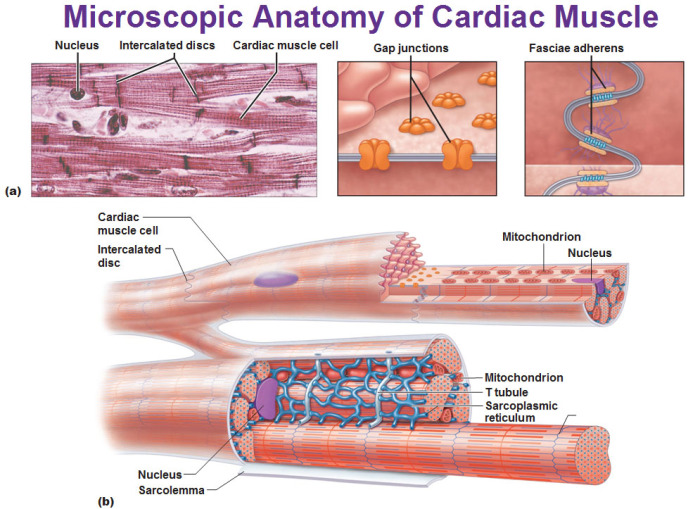 Microscopic Anatomy of Cardiac Muscle
Nucleus
Intercalated discs
Cardiac muscle cell
Gap junctions
Fasciae adherens
(a)
Cardiac
muscle cell
Intercalated
disc
Mitochondrion
Nucleus
Mitochondrion
T tubule
Sarcoplasmic
reticulum
Nucleus
Sarcolemma
(b)